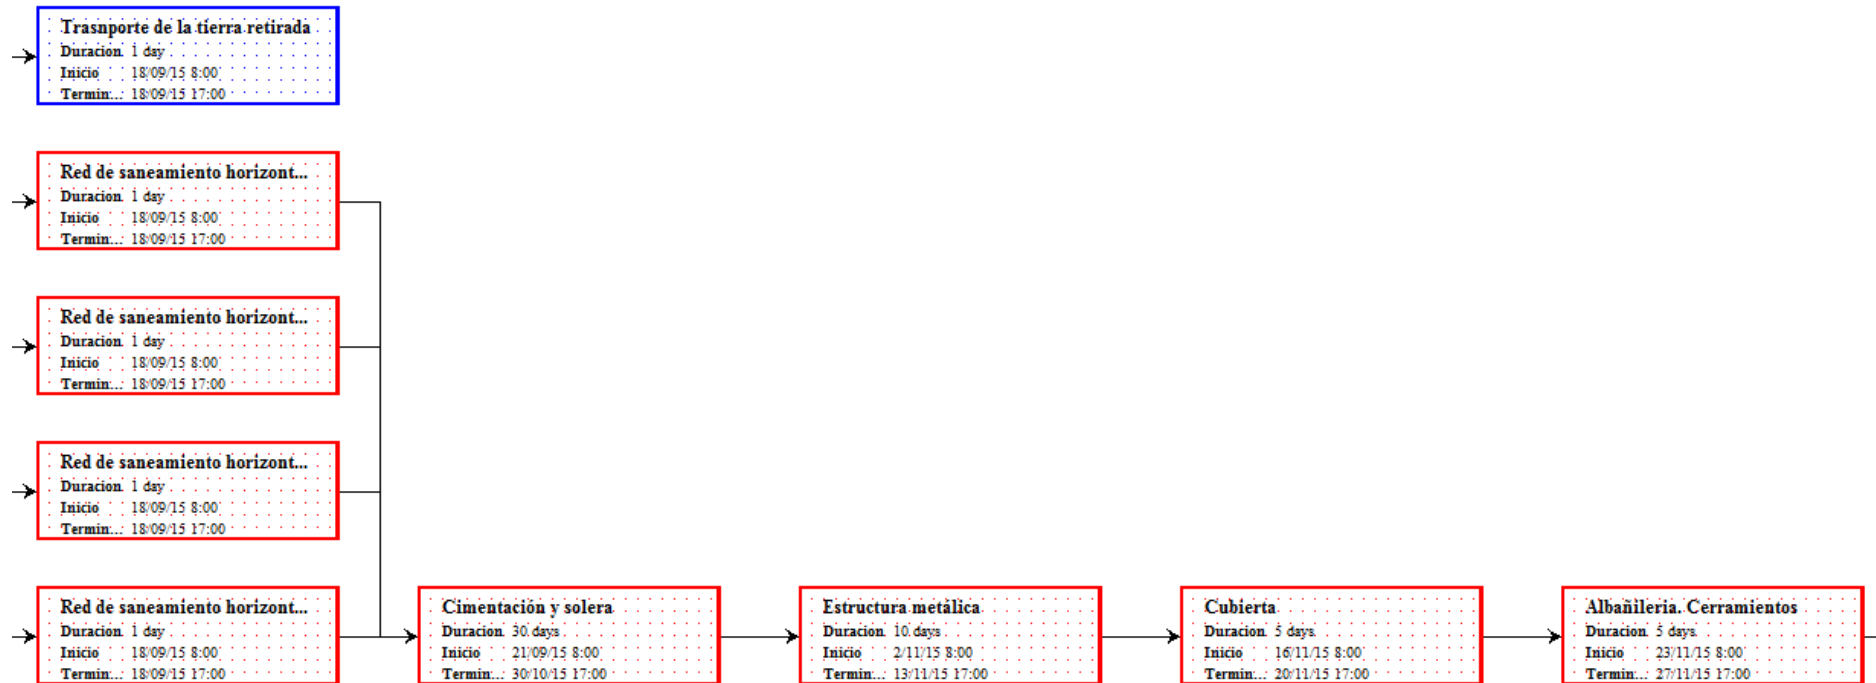 Trasnporte de la tierra retirada
Duracion 1 day
Inicio 18/09/15 8:00
Termin... 18/09/15 17:00
Red de saneamiento horizont...
Duracion 1 day
Inicio 18/09/15 8:00
Termin... 18/09/15 17:00
Red de saneamiento horizont...
Duracion 1 day
Inicio 18/09/15 8:00
Termin... 18/09/15 17:00
Red de saneamiento horizont...
Duracion 1 day
Inicio 18/09/15 8:00
Termin... 18/09/15 17:00
Red de saneamiento horizont...
Duracion 1 day
Inicio 18/09/15 8:00
Termin... 18/09/15 17:00
Cimentación y solera
Duracion 30 days
Inicio 21/09/15 8:00
Termin... 30/10/15 17:00
Estructura metálica
Duracion 10 days
Inicio 2/11/15 8:00
Termin... 13/11/15 17:00
Cubierta
Duracion 5 days
Inicio 16/11/15 8:00
Termin... 20/11/15 17:00
Albañileria. Cerramientos
Duracion 5 days
Inicio 23/11/15 8:00
Termin... 27/11/15 17:00